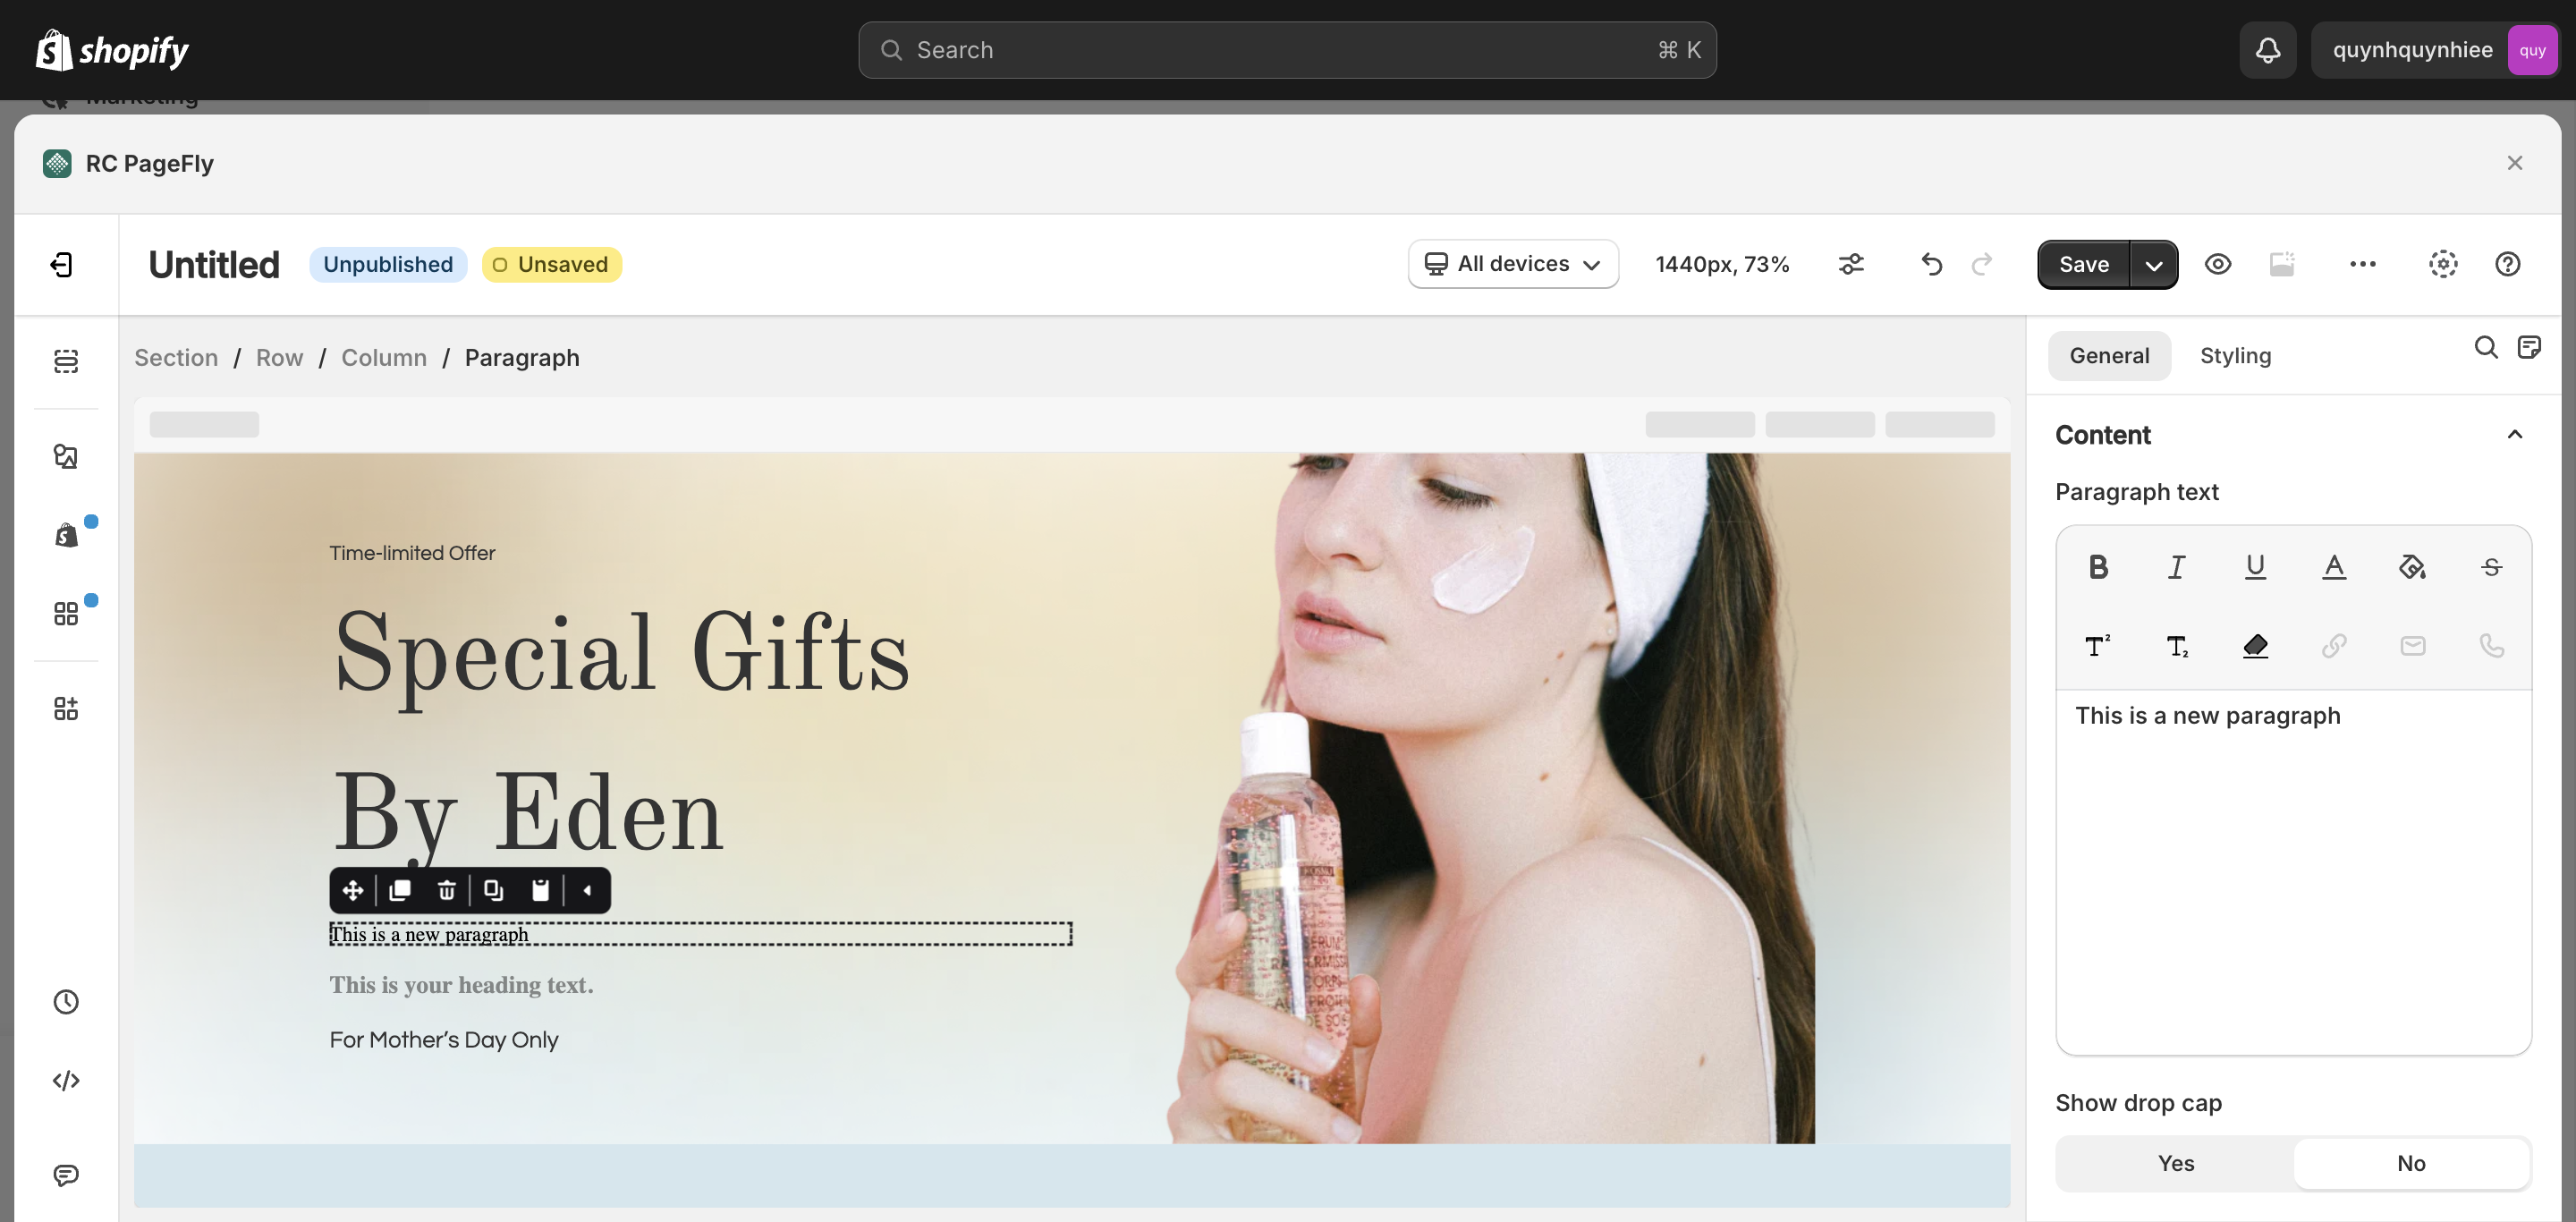 shopify
Search
⌘ K
quynhquynhiee
quy
Marketing
RC PageFly
Untitled
Unpublished
Unsaved
All devices
1440px, 73%
Save
Section / Row / Column / Paragraph
General
Styling
Content
Paragraph text
This is a new paragraph
Show drop cap
Yes
No
Time-limited Offer
Special Gifts
By Eden
This is a new paragraph
This is your heading text.
For Mother's Day Only